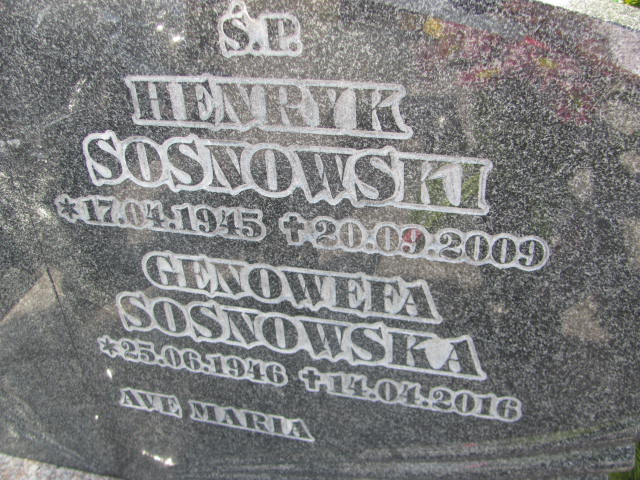 Ś.P.
HENRYK
SOSNOWSKI
*17.04.1945 ✝20.09.2009
GENOWEFA
SOSNOWSKA
*25.06.1946 ✝14.04.2016
AVE MARIA